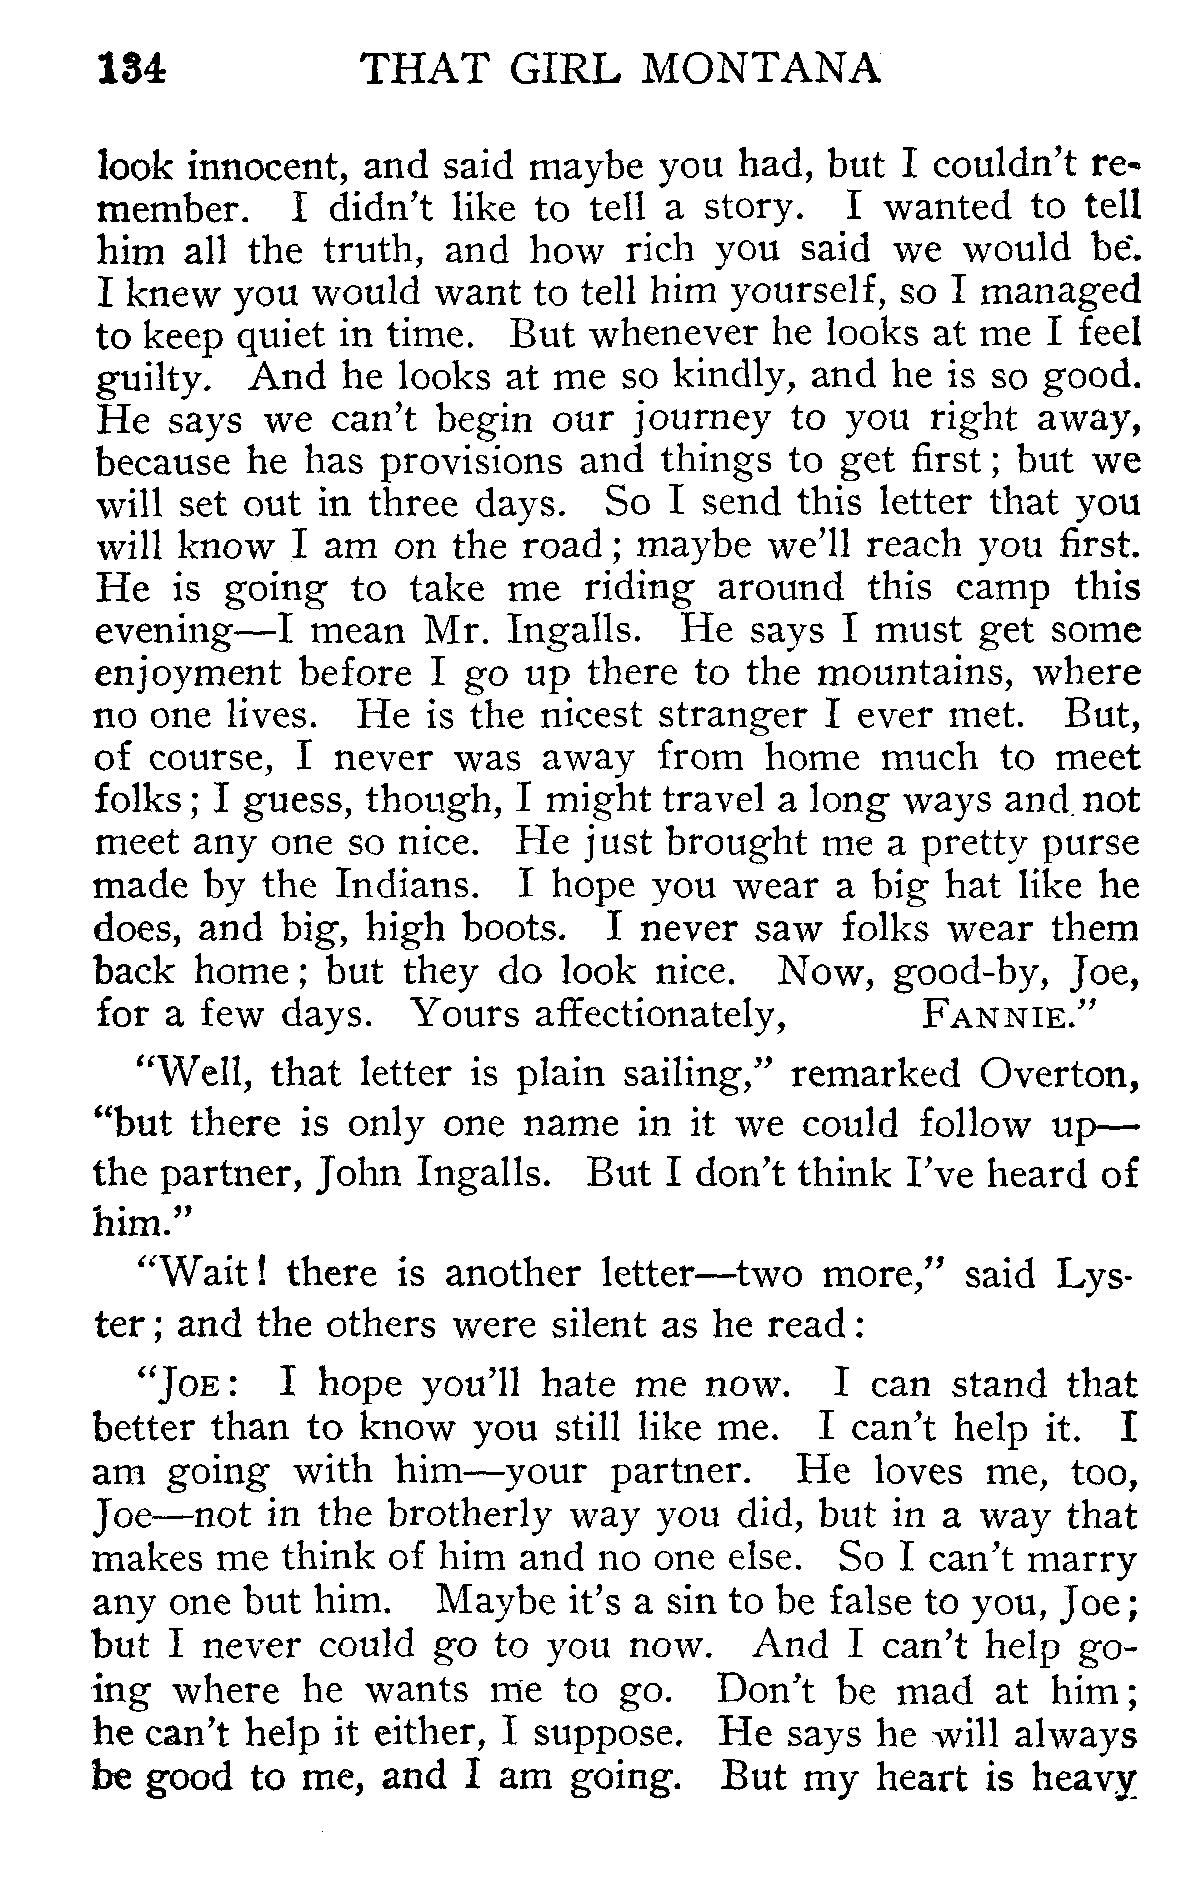 134 THAT GIRL MONTANA
look innocent, and said maybe you had, but I couldn't re-
member. I didn't like to tell a story. I wanted to tell
him all the truth, and how rich you said we would be.
I knew you would want to tell him yourself, so I managed
to keep quiet in time. But whenever he looks at me I feel
guilty. And he looks at me so kindly, and he is so good.
He says we can't begin our journey to you right away,
because he has provisions and things to get first; but we
will set out in three days. So I send this letter that you
will know I am on the road; maybe we'll reach you first.
He is going to take me riding around this camp this
evening—I mean Mr. Ingalls. He says I must get some
enjoyment before I go up there to the mountains, where
no one lives. He is the nicest stranger I ever met. But,
of course, I never was away from home much to meet
folks; I guess, though, I might travel a long ways and not
meet any one so nice. He just brought me a pretty purse
made by the Indians. I hope you wear a big hat like he
does, and big, high boots. I never saw folks wear them
back home; but they do look nice. Now, good-by, Joe,
for a few days. Yours affectionately, FANNIE."
"Well, that letter is plain sailing," remarked Overton,
"but there is only one name in it we could follow up—
the partner, John Ingalls. But I don't think I've heard of
him."
"Wait! there is another letter—two more," said Lys-
ter; and the others were silent as he read:
"JOE: I hope you'll hate me now. I can stand that
better than to know you still like me. I can't help it. I
am going with him—your partner. He loves me, too,
Joe—not in the brotherly way you did, but in a way that
makes me think of him and no one else. So I can't marry
any one but him. Maybe it's a sin to be false to you, Joe;
but I never could go to you now. And I can't help go-
ing where he wants me to go. Don't be mad at him;
he can't help it either, I suppose. He says he will always
be good to me, and I am going. But my heart is heavy